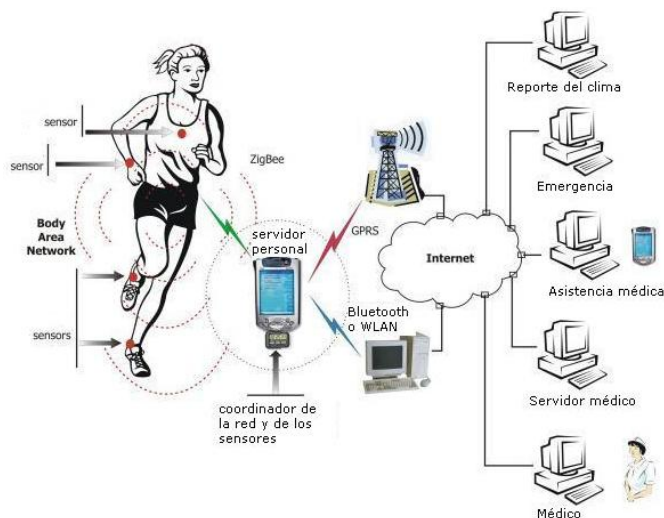 sensor
sensor
Body
Area
Network
sensors
ZigBee
servidor
personal
coordinador de
la red y de los
sensores
GPRS
Bluetooth
o WLAN
Internet
Reporte del clima
Emergencia
Asistencia médica
Servidor médico
Médico